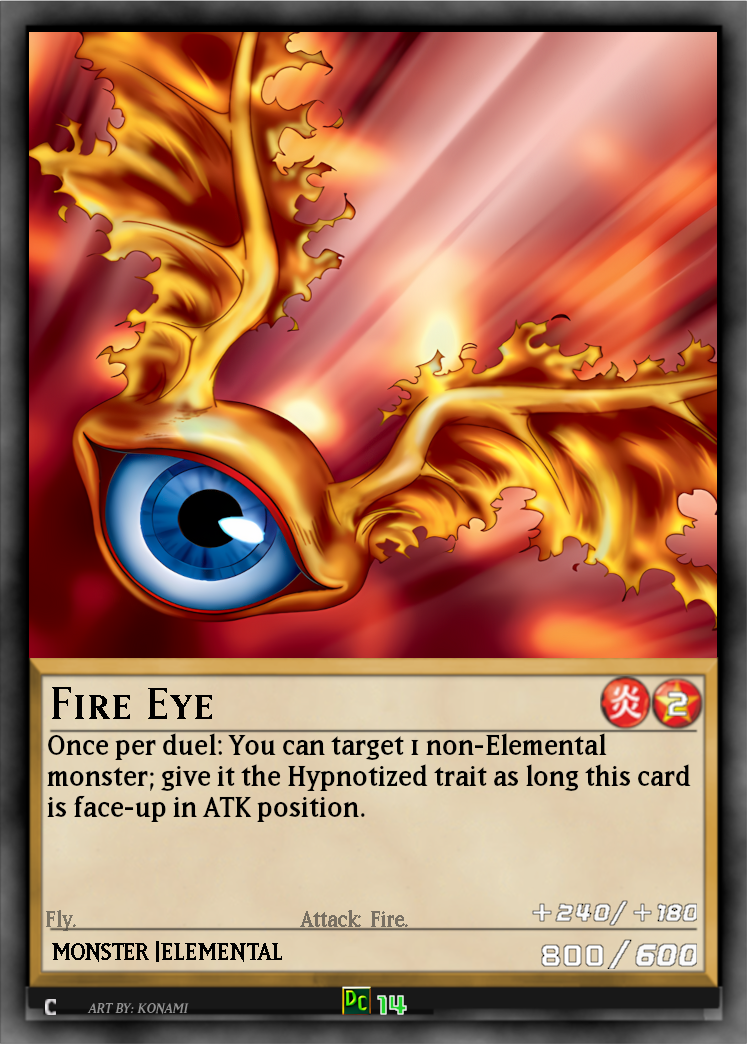 Fire Eye 炎 2
Once per duel: You can target 1 non-Elemental
monster; give it the Hypnotized trait as long this card
is face-up in ATK position.
Fly. Attack: Fire. +240/+180
MONSTER |ELEMENTAL 800/600
C ART BY: KONAMI DC 14